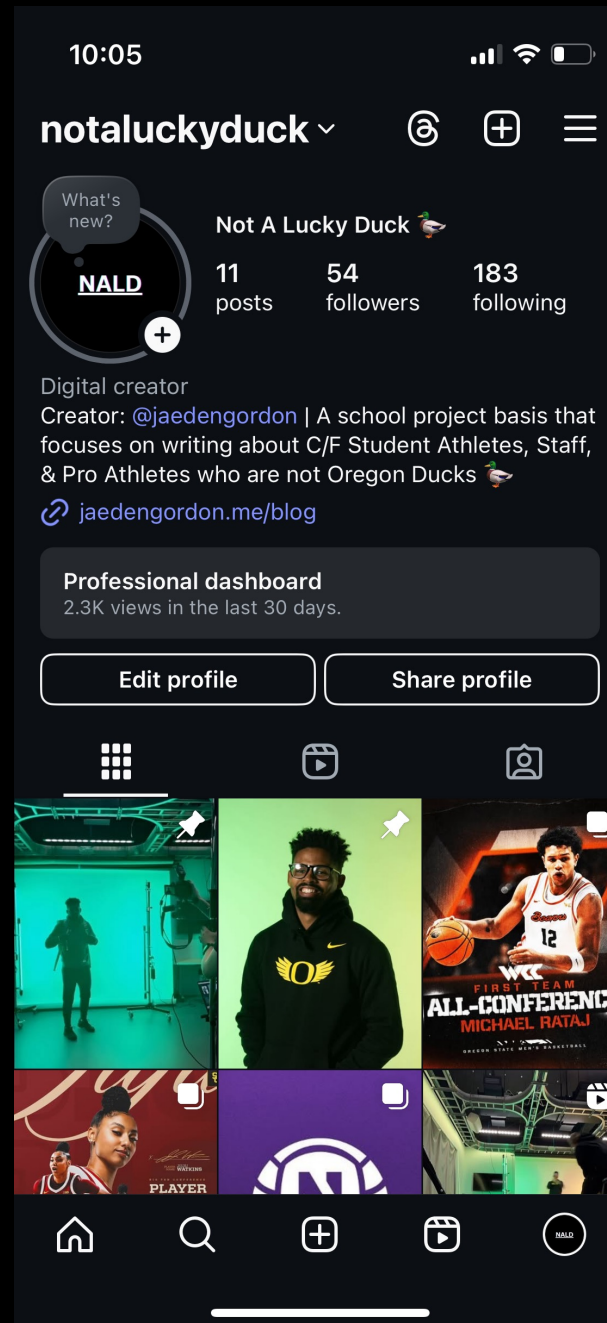 10:05
notaluckyduck
What's
new?
NALD
Not A Lucky Duck 🦆
11 54 183
posts followers following
Digital creator
Creator: @jaedengordon | A school project basis that
focuses on writing about C/F Student Athletes, Staff,
& Pro Athletes who are not Oregon Ducks 🦆
jaedengordon.me/blog
Professional dashboard
2.3K views in the last 30 days.
Edit profile Share profile
O
Beavers
12
WCC
FIRST TEAM
ALL-CONFERENC
MICHAEL RATAJ
OREGON STATE MEN'S BASKETBALL
WATKINS
PLAYER
N
NALD